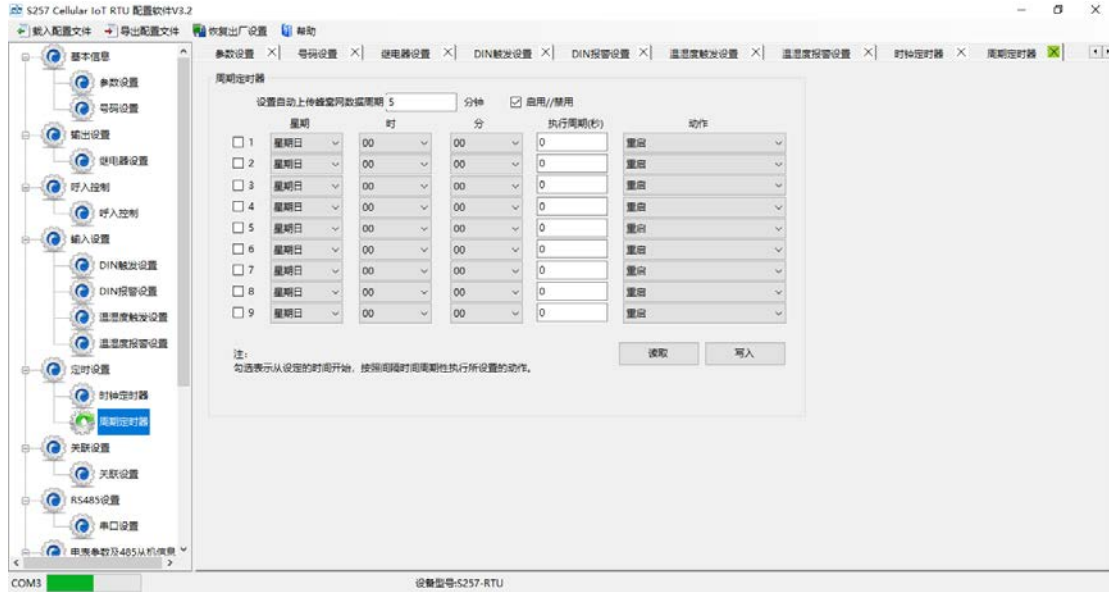 S257 Cellular IoT RTU 配置软件V3.2
载入配置文件 导出配置文件 恢复出厂设置 帮助
参数设置 号码设置 继电器设置 DIN触发设置 DIN报警设置 温湿度触发设置 温湿度报警设置 时钟定时器 周期定时器
基本信息
参数设置
号码设置
输出设置
继电器设置
呼入控制
呼入控制
输入设置
DIN触发设置
DIN报警设置
温湿度触发设置
温湿度报警设置
定时设置
时钟定时器
周期定时器
关联设置
关联设置
RS485设置
串口设置
电表参数及485从机信息
周期定时器
设置自动上传蜂窝网数据周期 5 分钟 启用//禁用
星期 时 分 执行周期(秒) 动作
1 星期日 00 00 0 重启
2 星期日 00 00 0 重启
3 星期日 00 00 0 重启
4 星期日 00 00 0 重启
5 星期日 00 00 0 重启
6 星期日 00 00 0 重启
7 星期日 00 00 0 重启
8 星期日 00 00 0 重启
9 星期日 00 00 0 重启
读取 写入
注:
勾选表示从设定的时间开始, 按照间隔时间周期性执行所设置的动作。
COM3 设备型号:S257-RTU